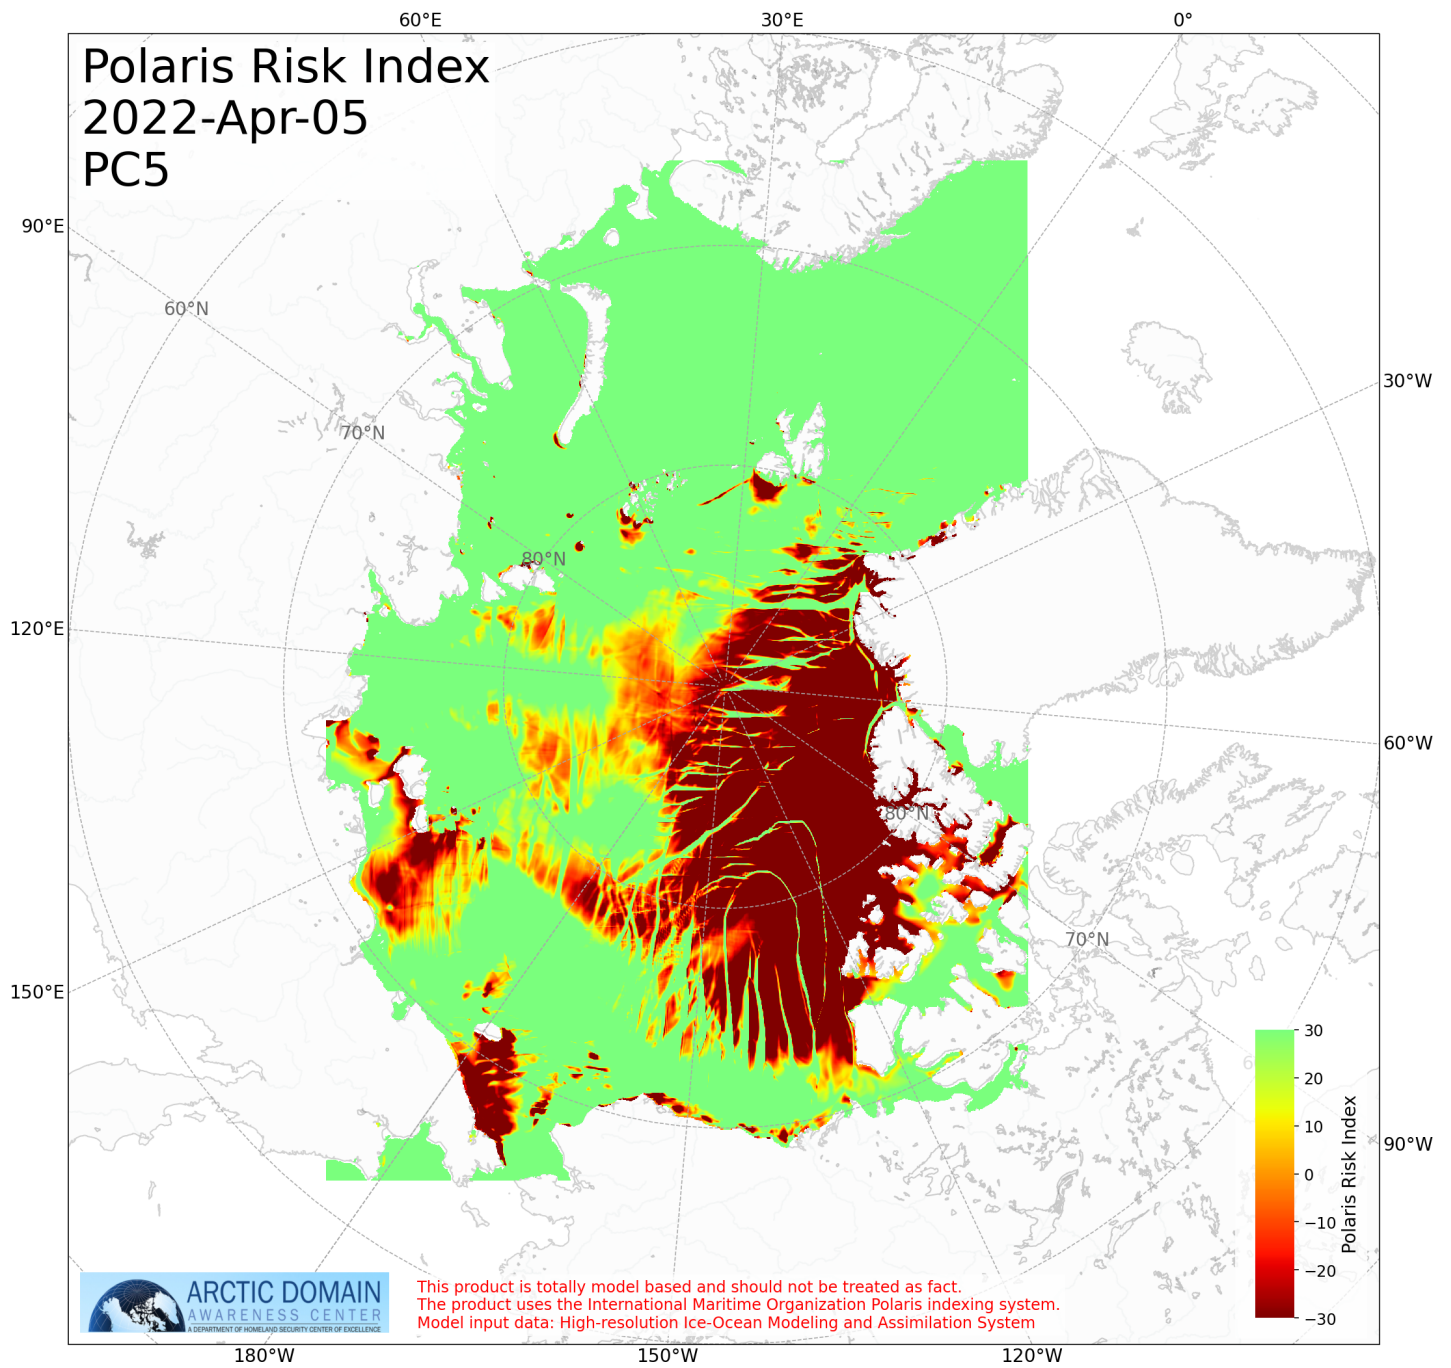 60°E 30°E 0°
Polaris Risk Index
2022-Apr-05
PC5
90°E
60°N
30°W
70°N
80°N
120°E
60°W
80°N
70°N
150°E
30
20
10
0
−10
−20
−30
Polaris Risk Index
90°W
ARCTIC DOMAIN
AWARENESS CENTER
A DEPARTMENT OF HOMELAND SECURITY CENTER OF EXCELLENCE
This product is totally model based and should not be treated as fact.
The product uses the International Maritime Organization Polaris indexing system.
Model input data: High-resolution Ice-Ocean Modeling and Assimilation System
180°W 150°W 120°W